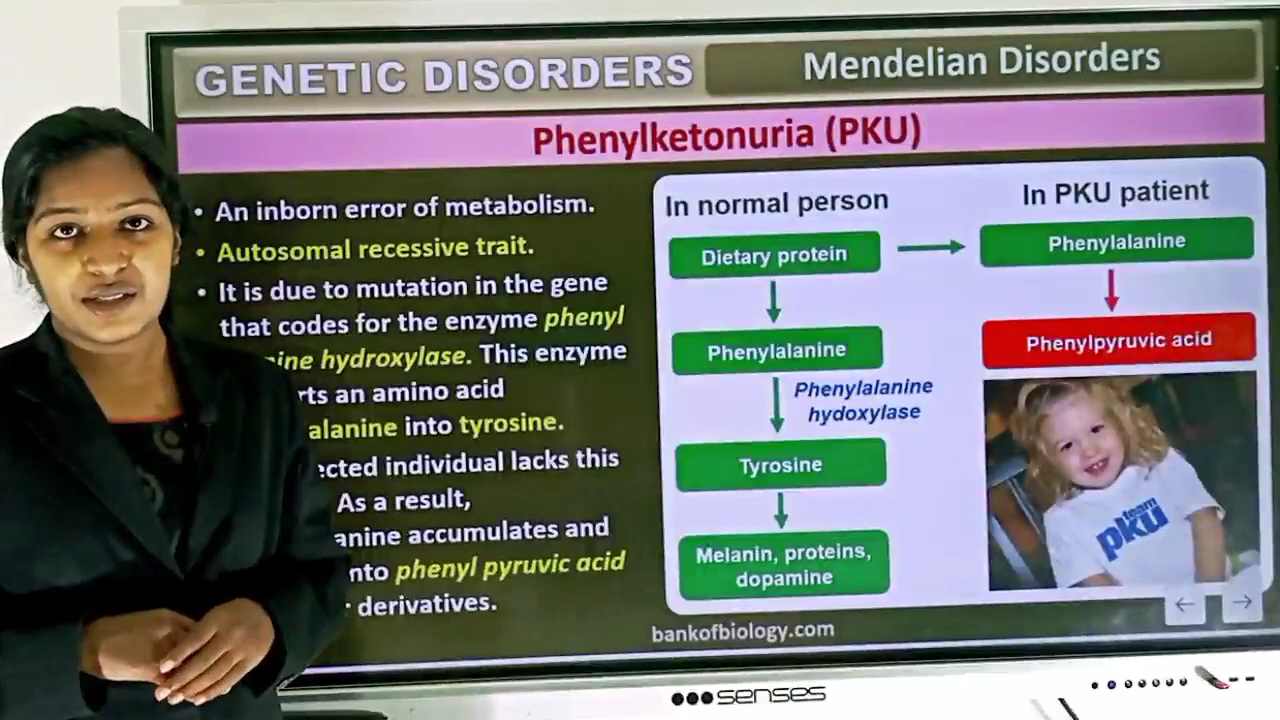 GENETIC DISORDERS
Mendelian Disorders
Phenylketonuria (PKU)
• An inborn error of metabolism.
• Autosomal recessive trait.
• It is due to mutation in the gene
that codes for the enzyme phenyl
hydroxylase. This enzyme
an amino acid
alanine into tyrosine.
individual lacks this
As a result,
accumulates and
phenyl pyruvic acid
derivatives.
In normal person
Dietary protein
Phenylalanine
Phenylalanine
hydoxylase
Tyrosine
Melanin, proteins,
dopamine
In PKU patient
Phenylalanine
Phenylpyruvic acid
team
pku
bankofbiology.com
senses